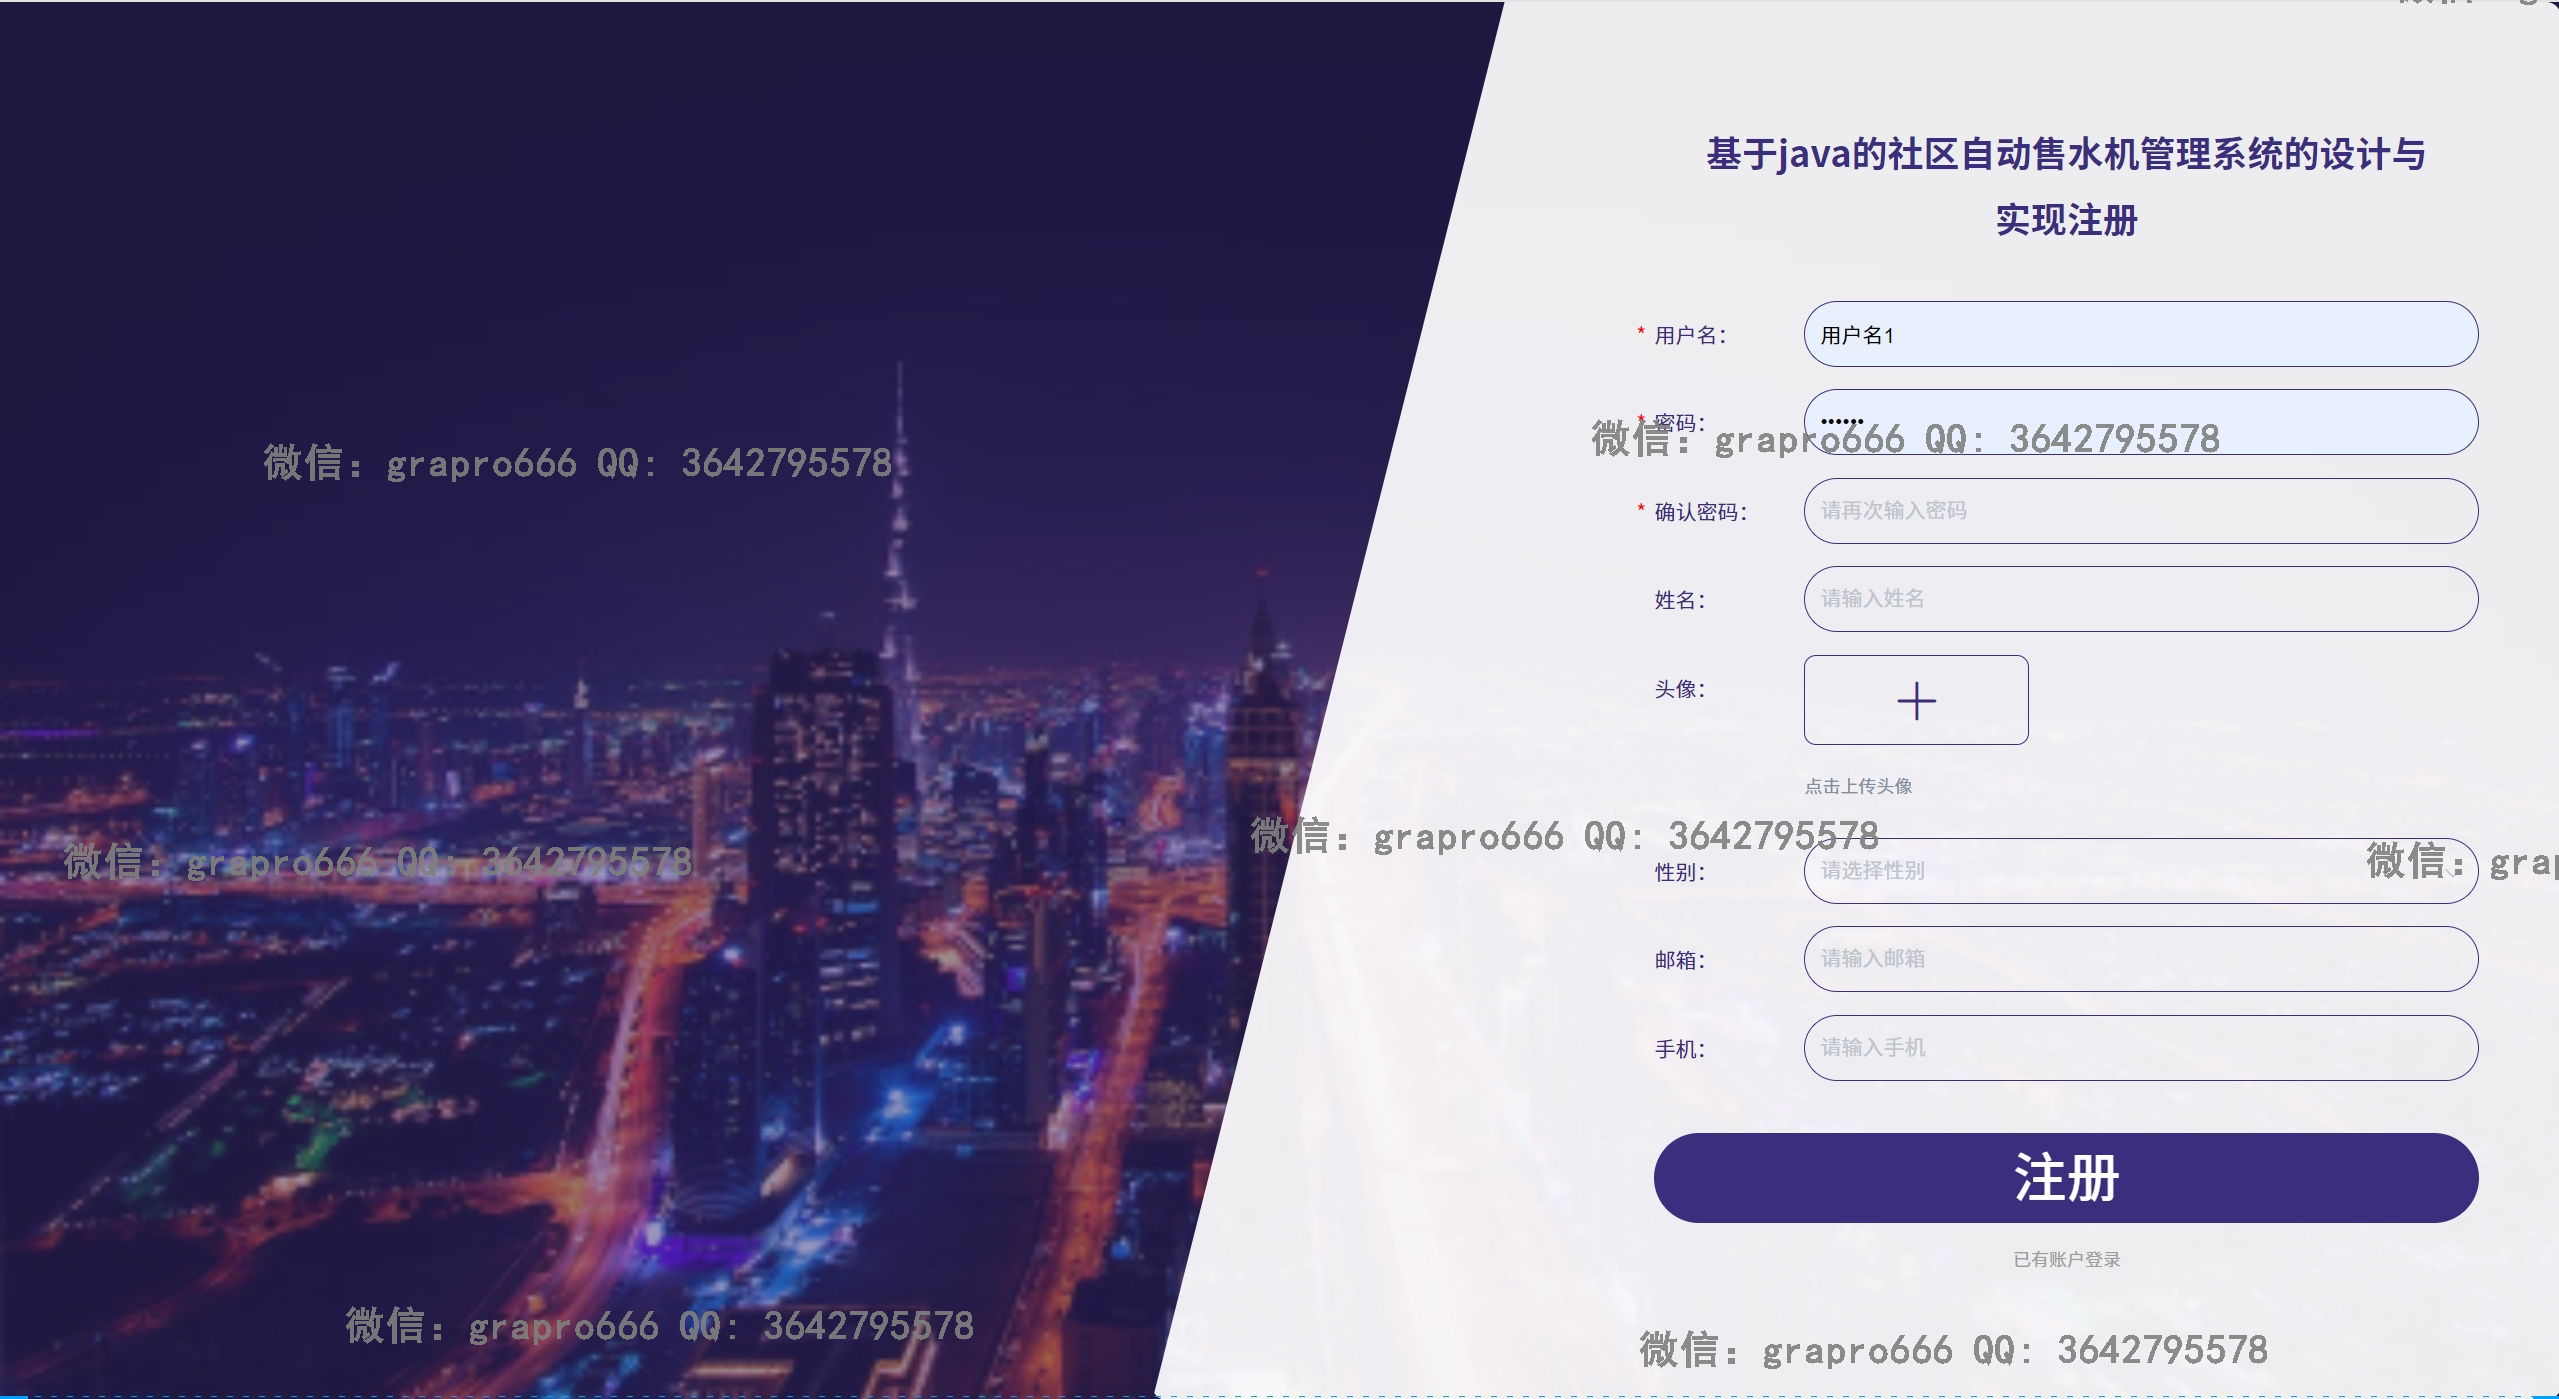 基于java的社区自动售水机管理系统的设计与
实现注册
* 用户名：
用户名1
* 密码：
••••••
* 确认密码：
请再次输入密码
姓名：
请输入姓名
头像：
点击上传头像
性别：
请选择性别
邮箱：
请输入邮箱
手机：
请输入手机
注册
已有账户登录
微信：grapro666 QQ: 3642795578
微信：grapro666 QQ: 3642795578
微信：grapro666 QQ: 3642795578
微信：grapro666 QQ: 3642795578
微信：grap
微信：grapro666 QQ: 3642795578
微信：grapro666 QQ: 3642795578